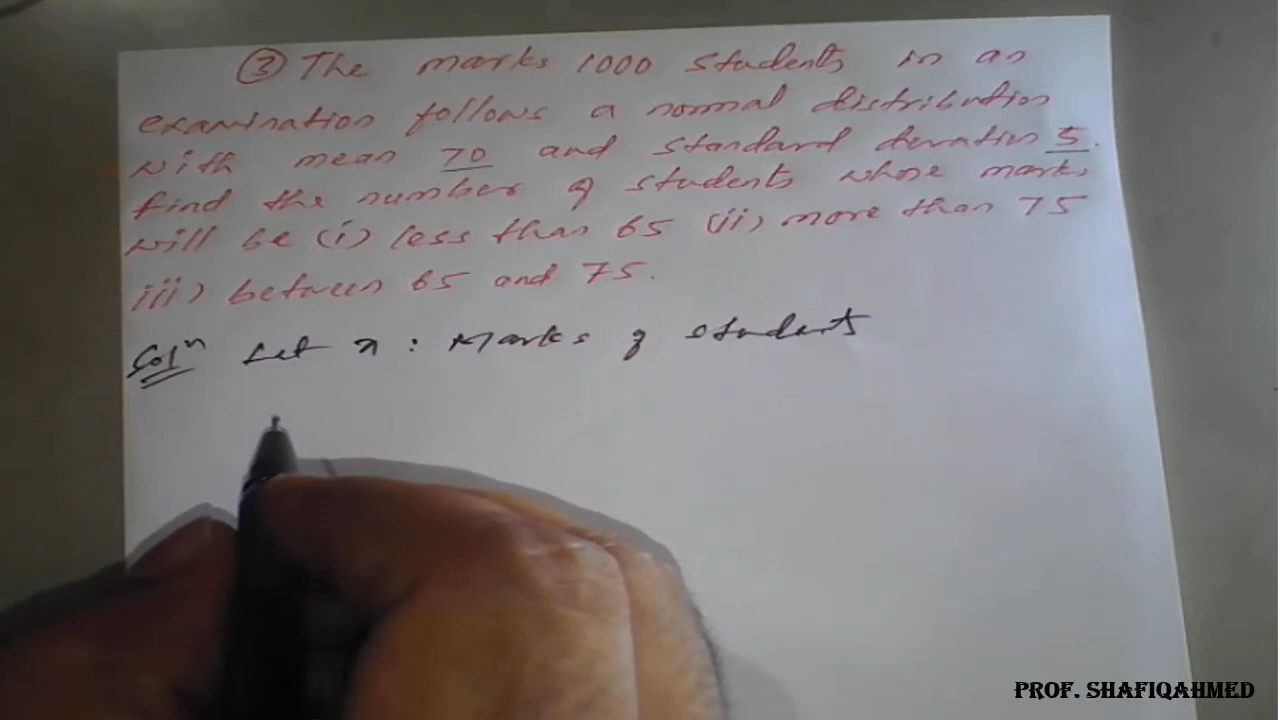 ③ The marks 1000 students in an
examination follows a normal distribution
with mean 70 and standard deviation 5.
find the number of students whose marks
will be (i) less than 65 (ii) more than 75
iii) between 65 and 75.
Solⁿ Let x : Marks of students
PROF. SHAFIQAHMED